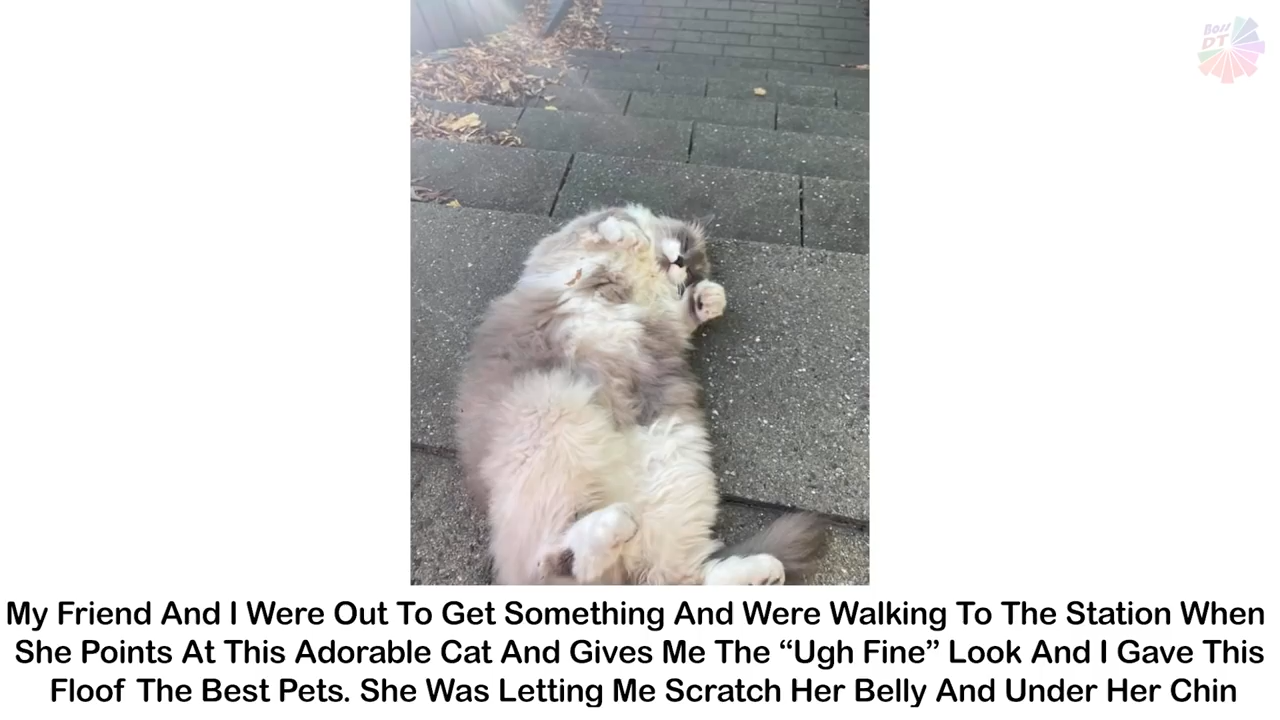 Boss
DT
My Friend And I Were Out To Get Something And Were Walking To The Station When
She Points At This Adorable Cat And Gives Me The “Ugh Fine” Look And I Gave This
Floof The Best Pets. She Was Letting Me Scratch Her Belly And Under Her Chin